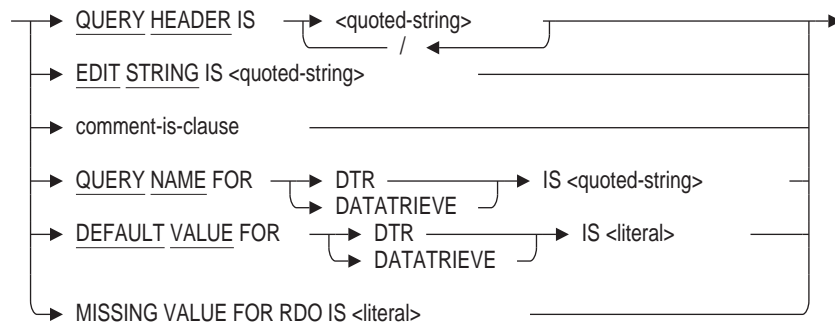 QUERY HEADER IS <quoted-string>
/
EDIT STRING IS <quoted-string>
comment-is-clause
QUERY NAME FOR DTR IS <quoted-string>
DATATRIEVE
DEFAULT VALUE FOR DTR IS <literal>
DATATRIEVE
MISSING VALUE FOR RDO IS <literal>